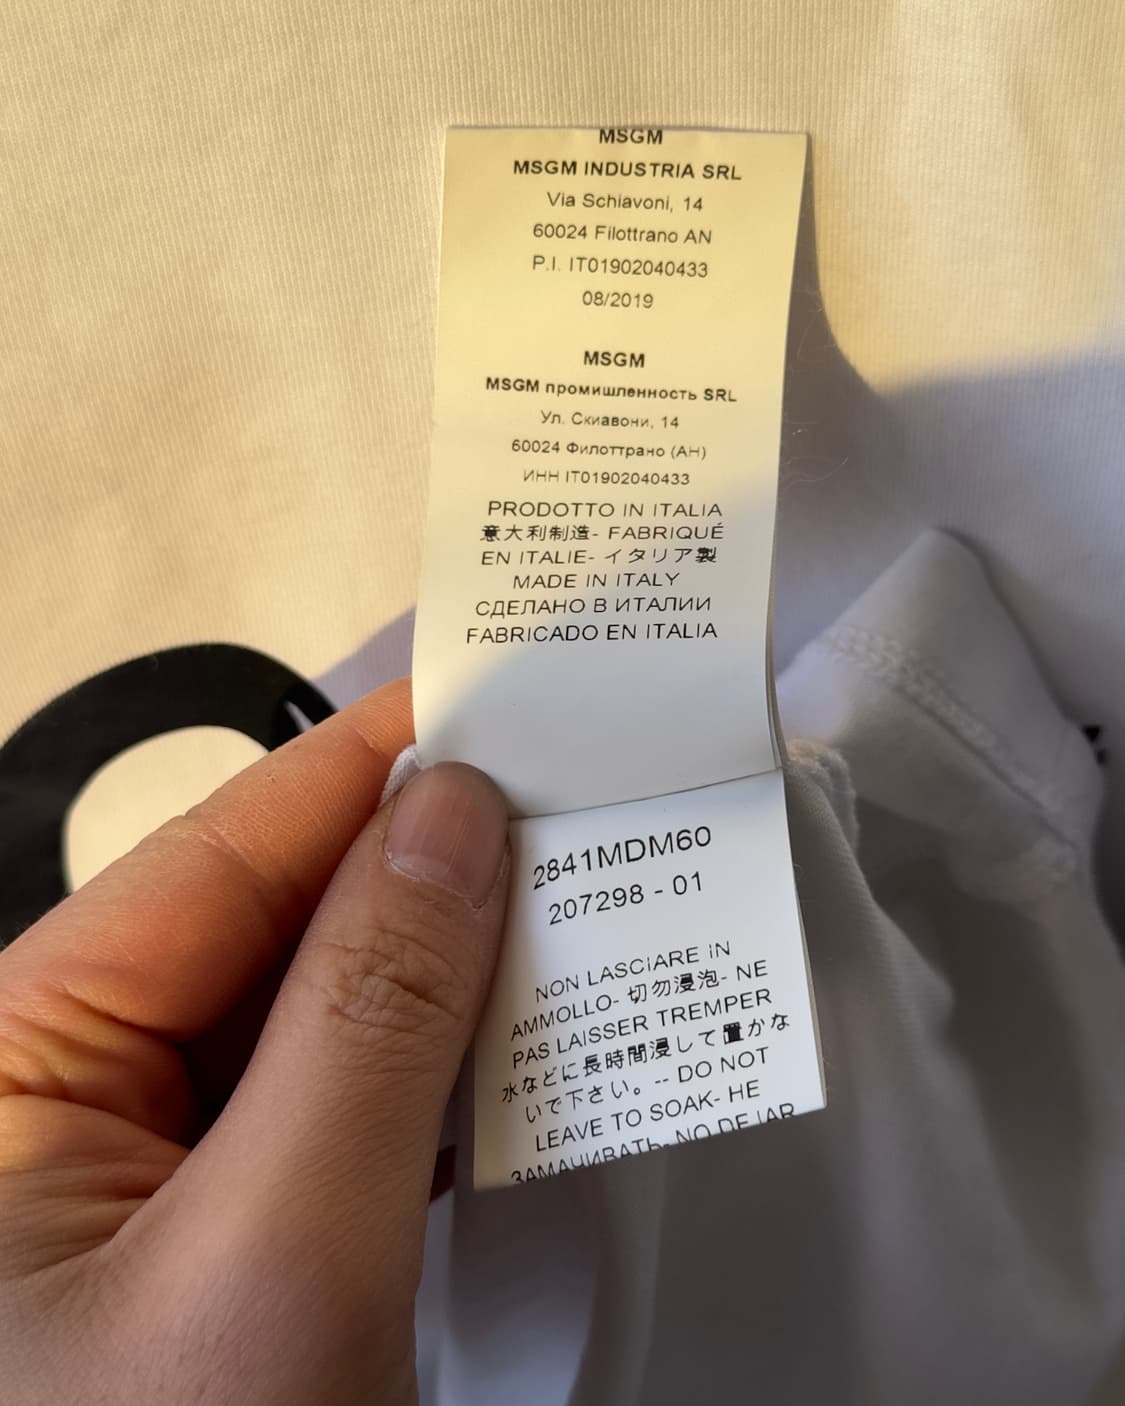 MSGM
MSGM INDUSTRIA SRL
Via Schiavoni, 14
60024 Filottrano AN
P.I. IT01902040433
08/2019
MSGM
MSGM промишленность SRL
Ул. Скиавони, 14
60024 Филоттрано (АН)
ИНН IT01902040433
PRODOTTO IN ITALIA
意大利制造- FABRIQUÉ
EN ITALIE- イタリア製
MADE IN ITALY
СДЕЛАНО В ИТАЛИИ
FABRICADO EN ITALIA
2841MDM60
207298 - 01
NON LASCiARE iN
AMMOLLO- 切勿浸泡- NE
PAS LAISSER TREMPER
水などに長時間浸して置かな
いで下さい。-- DO NOT
LEAVE TO SOAK- НЕ
ЗАМАЧИВАТЬ- NO DEJAR